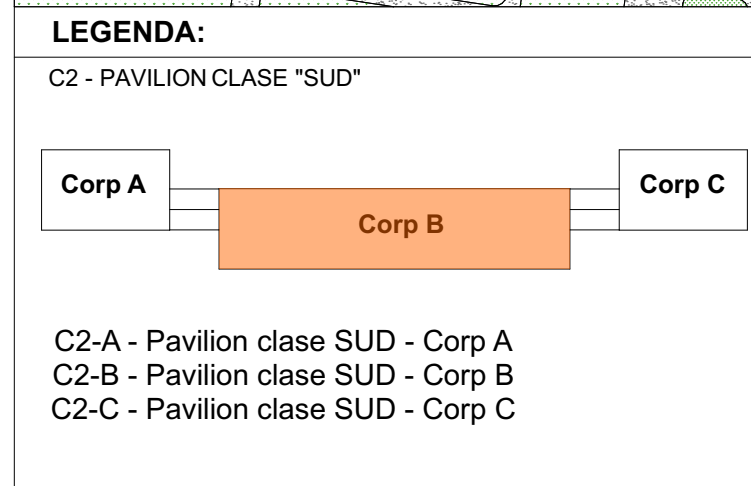 LEGENDA:
C2 - PAVILION CLASE "SUD"
Corp A
Corp B
Corp C
C2-A - Pavilion clase SUD - Corp A
C2-B - Pavilion clase SUD - Corp B
C2-C - Pavilion clase SUD - Corp C